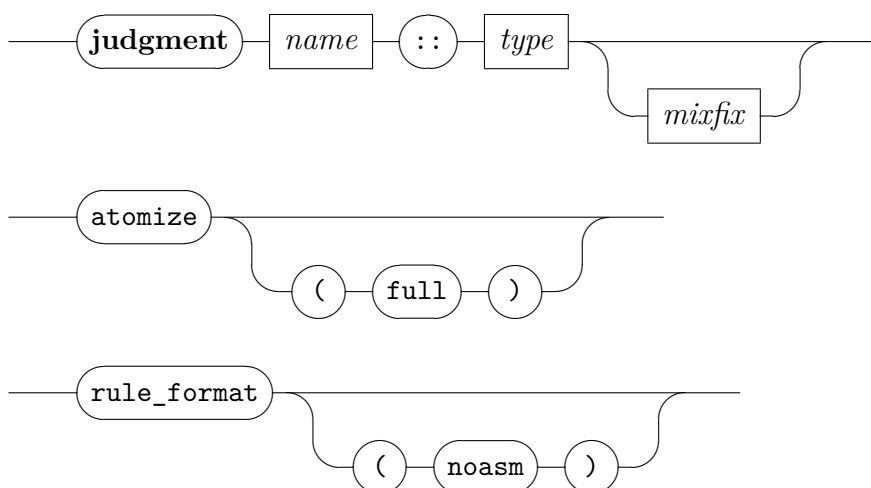 judgment name :: type
mixfix
atomize
( full )
rule_format
( noasm )